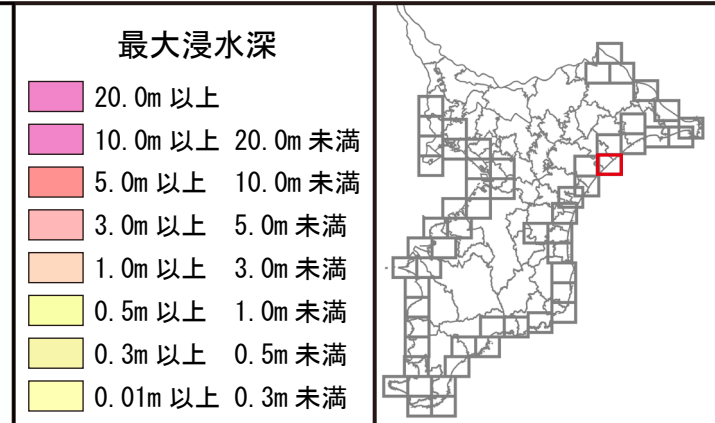 最大浸水深
20.0m 以上
10.0m 以上 20.0m 未満
5.0m 以上 10.0m 未満
3.0m 以上 5.0m 未満
1.0m 以上 3.0m 未満
0.5m 以上 1.0m 未満
0.3m 以上 0.5m 未満
0.01m 以上 0.3m 未満